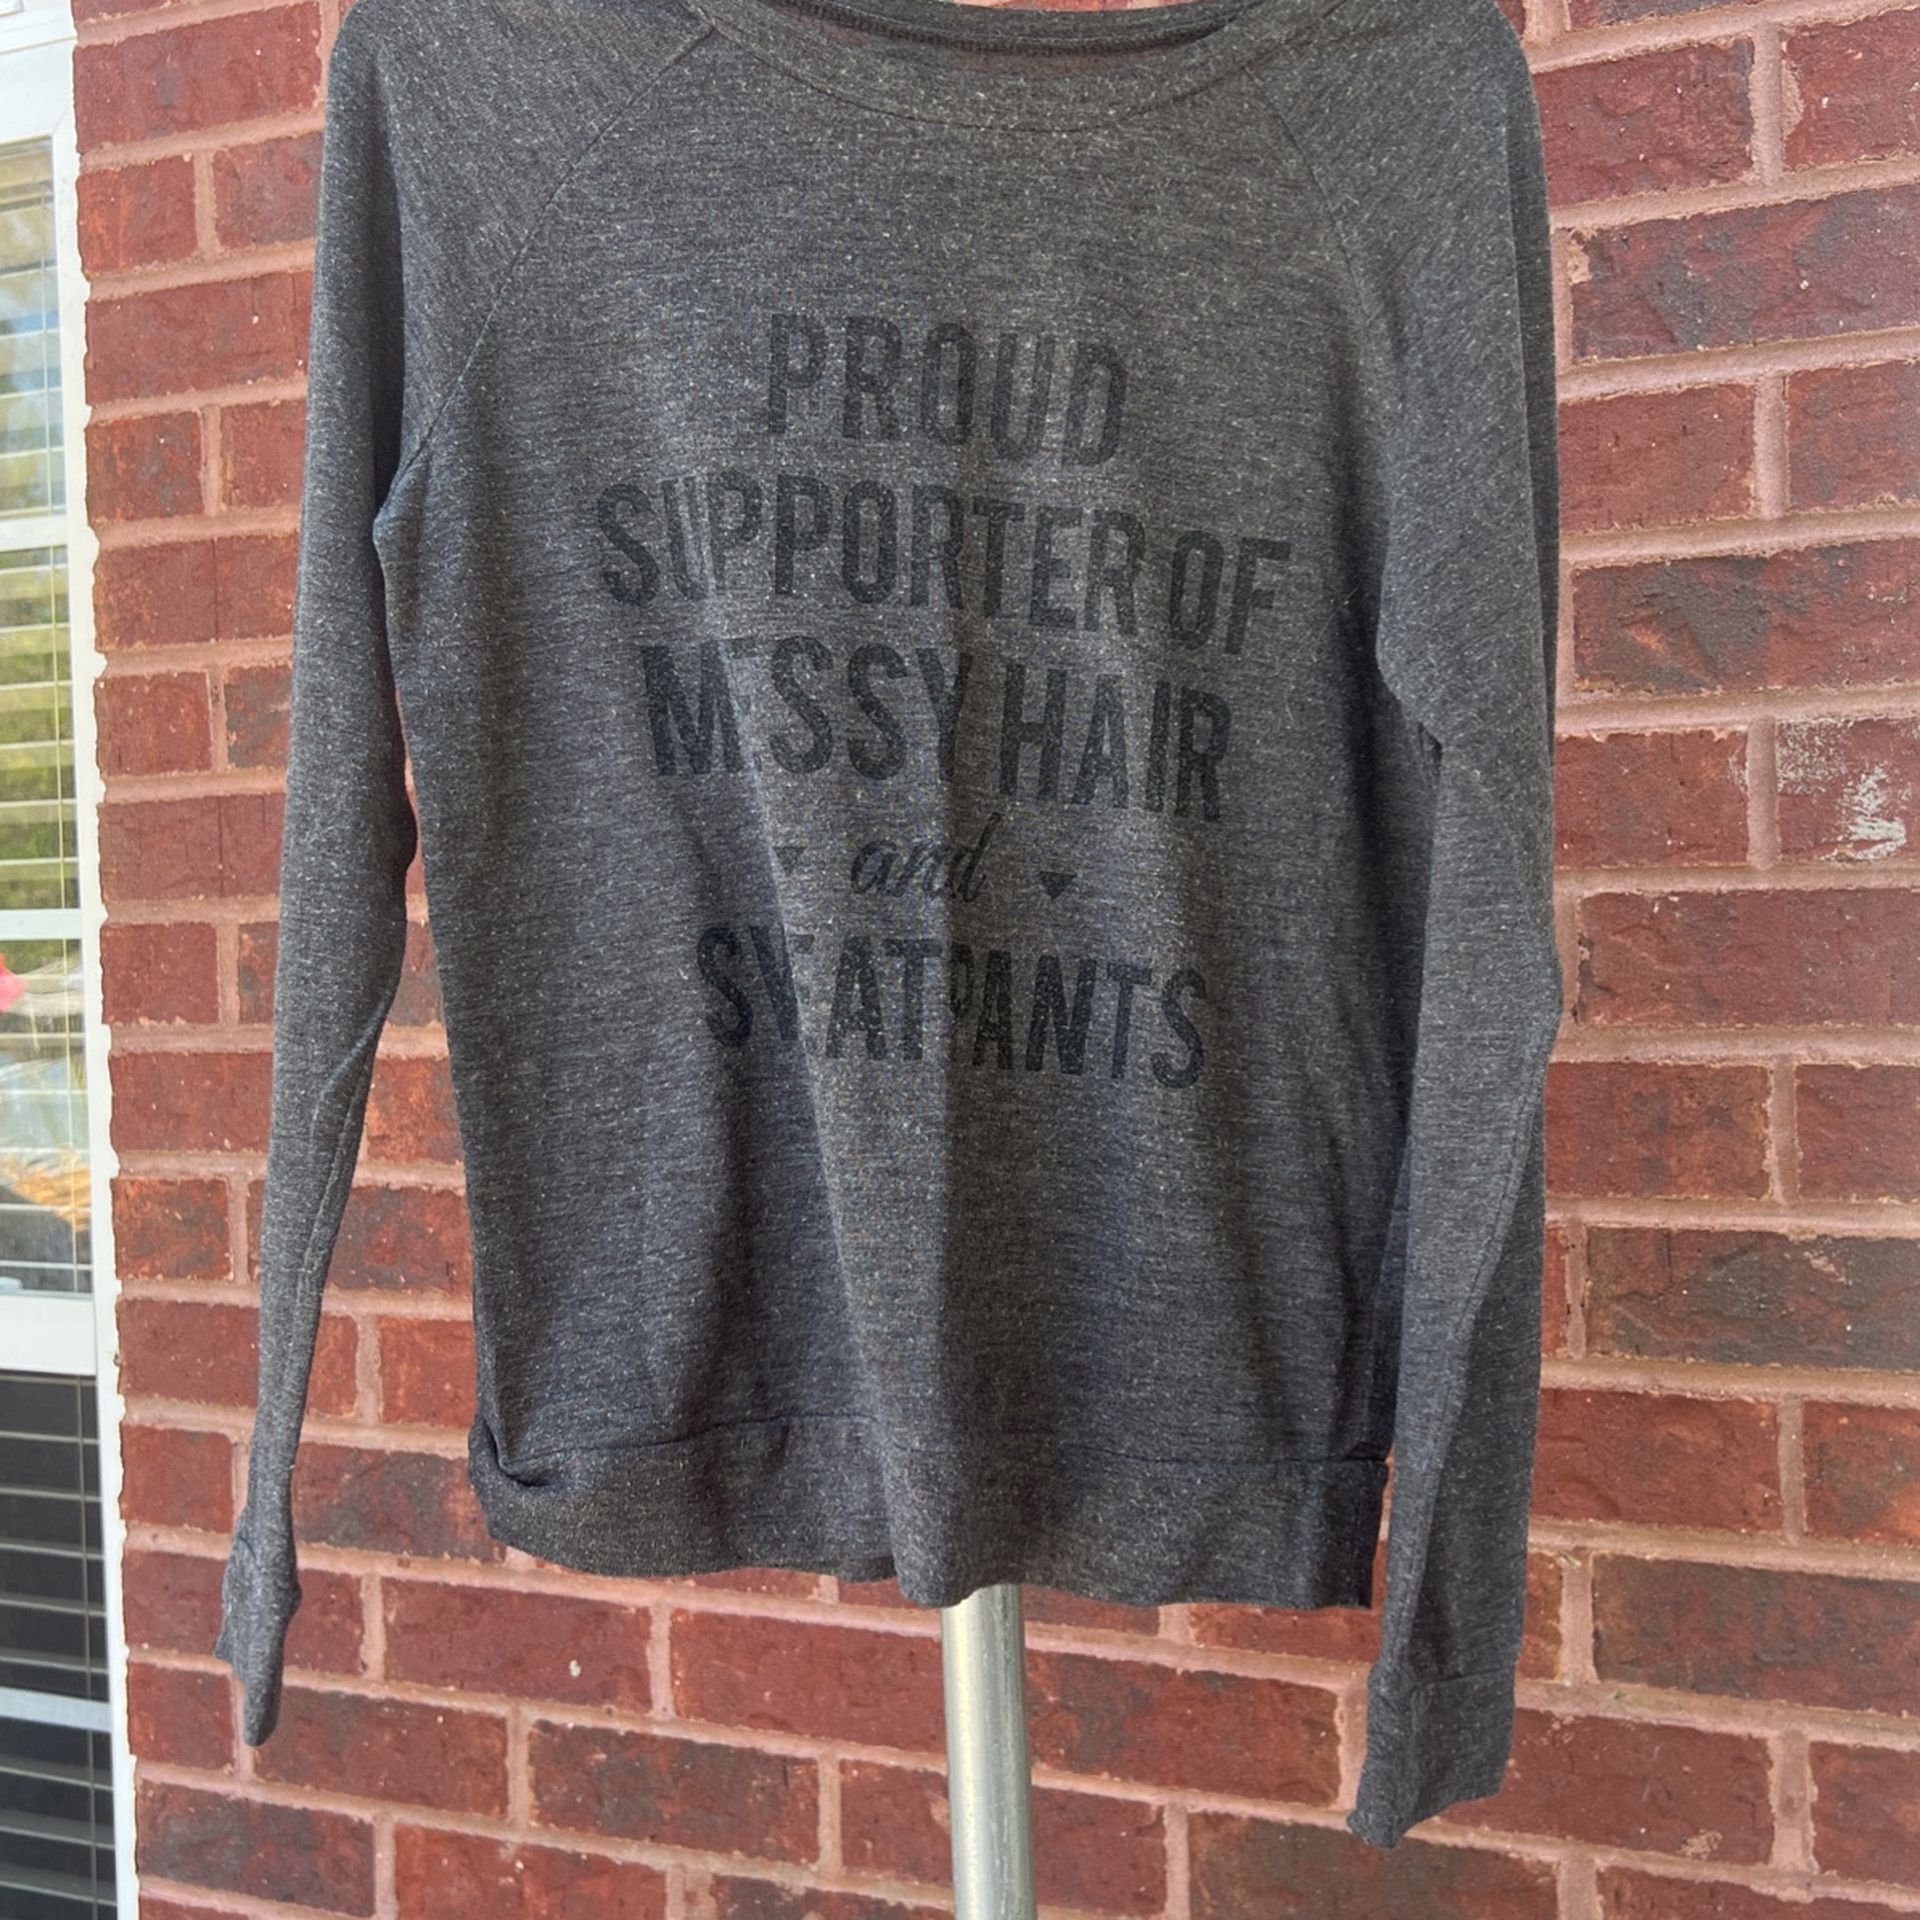 PROUD
SUPPORTER OF
MESSY HAIR
and
SWEATPANTS